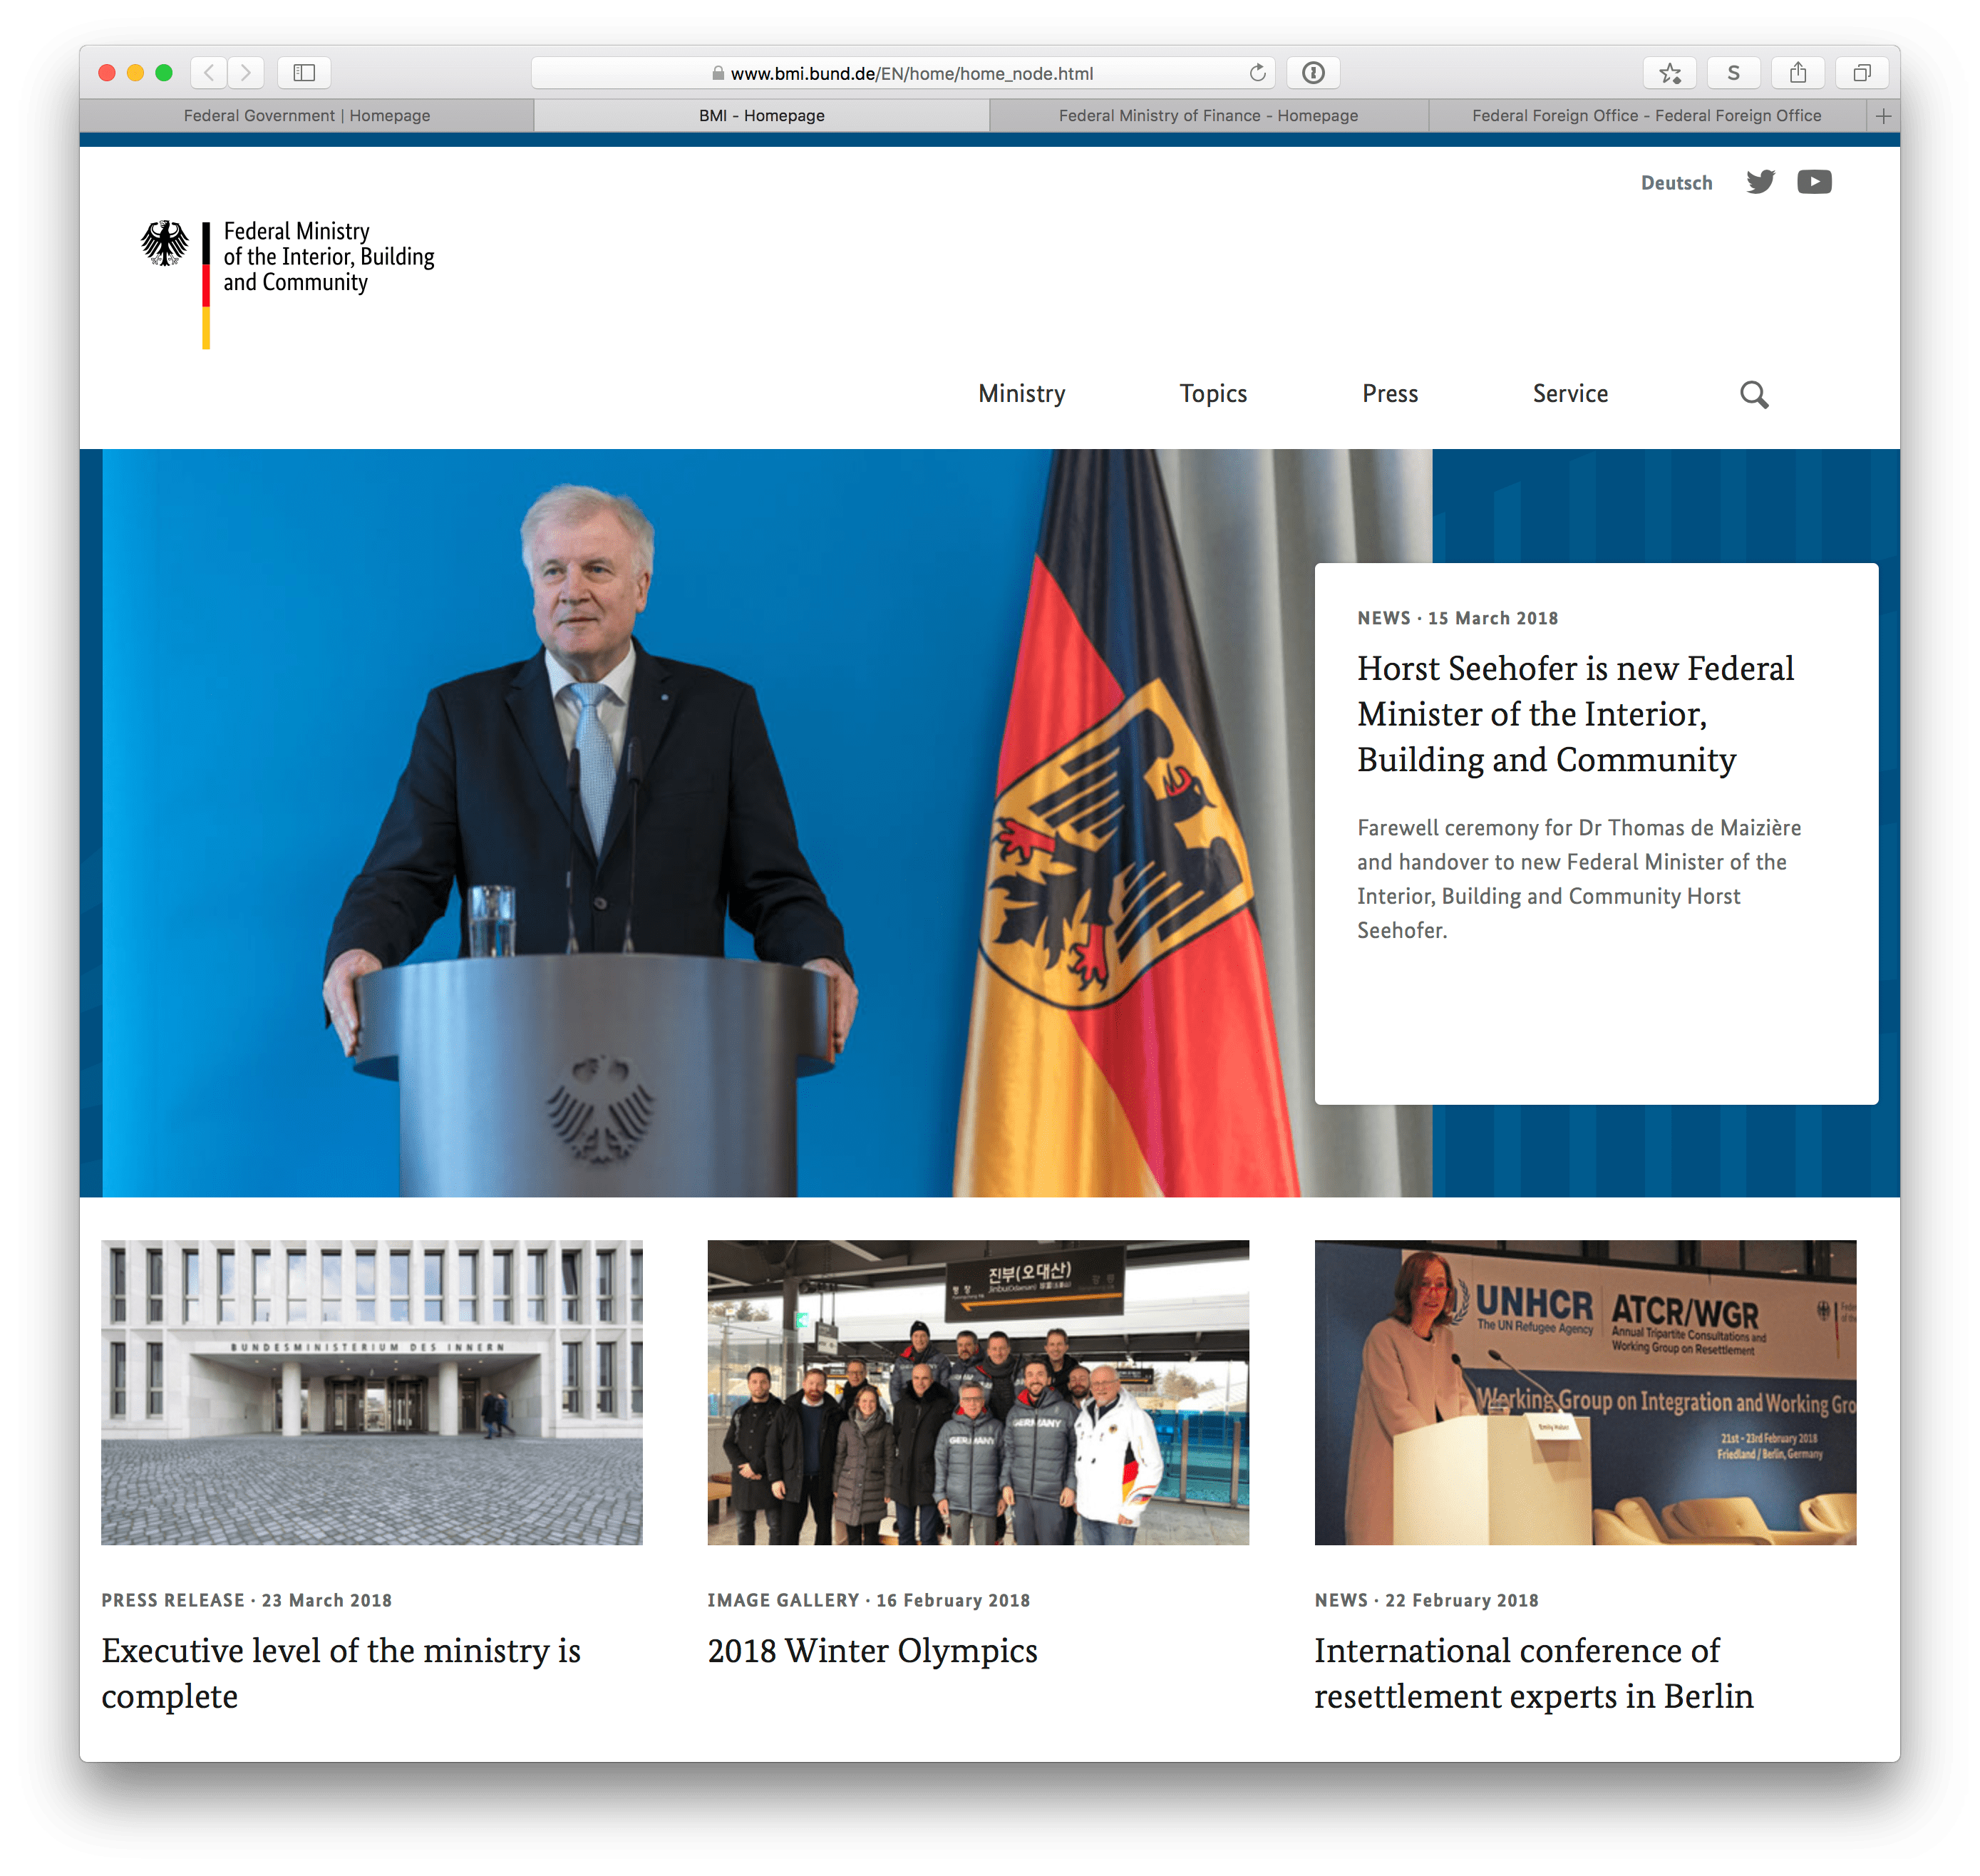 www.bmi.bund.de/EN/home/home_node.html
S
Federal Government | Homepage
BMI - Homepage
Federal Ministry of Finance - Homepage
Federal Foreign Office - Federal Foreign Office
Deutsch
Federal Ministry
of the Interior, Building
and Community
Ministry
Topics
Press
Service
NEWS · 15 March 2018
Horst Seehofer is new Federal
Minister of the Interior,
Building and Community
Farewell ceremony for Dr Thomas de Maizière
and handover to new Federal Minister of the
Interior, Building and Community Horst
Seehofer.
BUNDESMINISTERIUM DES INNERN
PRESS RELEASE · 23 March 2018
Executive level of the ministry is
complete
진부(오대산)
Jinbu(Odaesan)
GERMANY
GERMANY
IMAGE GALLERY · 16 February 2018
2018 Winter Olympics
UNHCR
The UN Refugee Agency
ATCR/WGR
Annual Tripartite Consultations and
Working Group on Resettlement
Working Group on Integration and Working Gro
21st - 23rd February 2018
Friedland / Berlin, Germany
Emily Haber
NEWS · 22 February 2018
International conference of
resettlement experts in Berlin